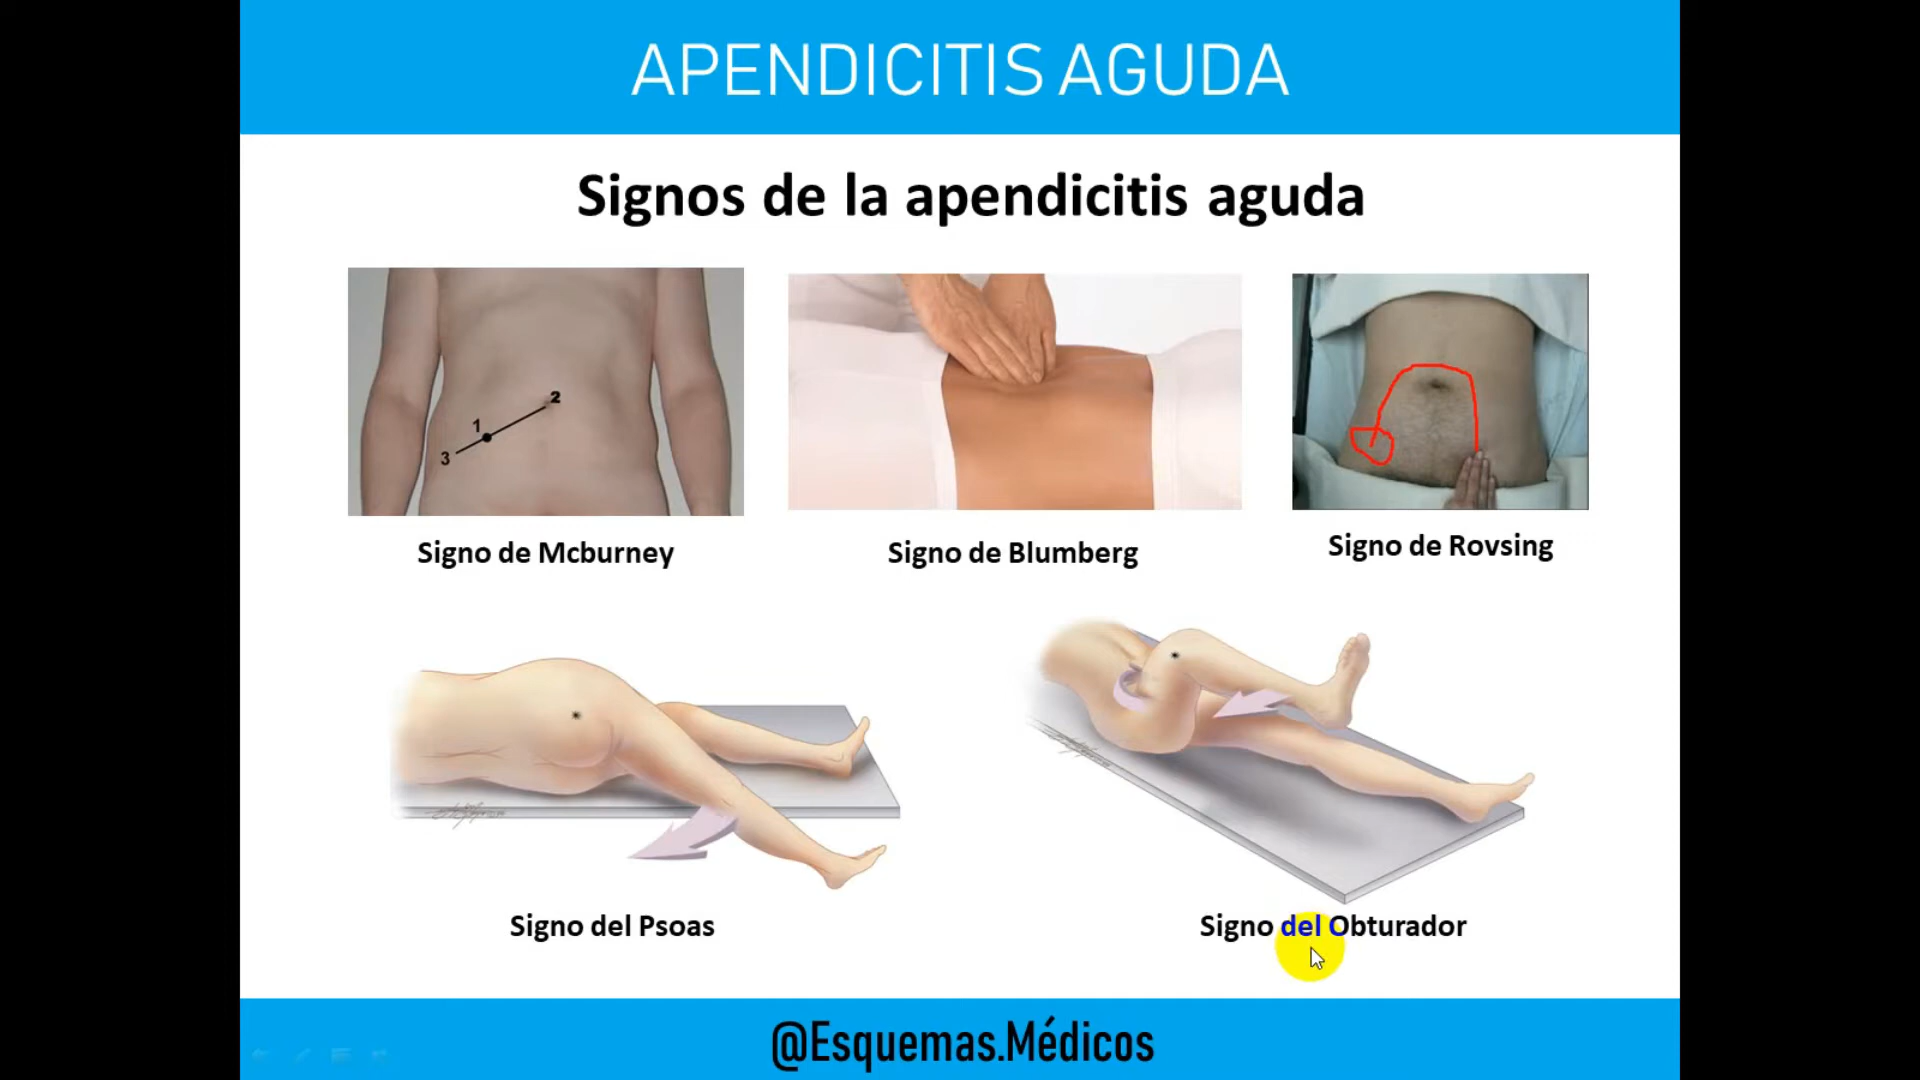 APENDICITIS AGUDA
Signos de la apendicitis aguda
2
1
3
Signo de Mcburney
Signo de Blumberg
Signo de Rovsing
Signo del Psoas
Signo del Obturador
@Esquemas.Médicos